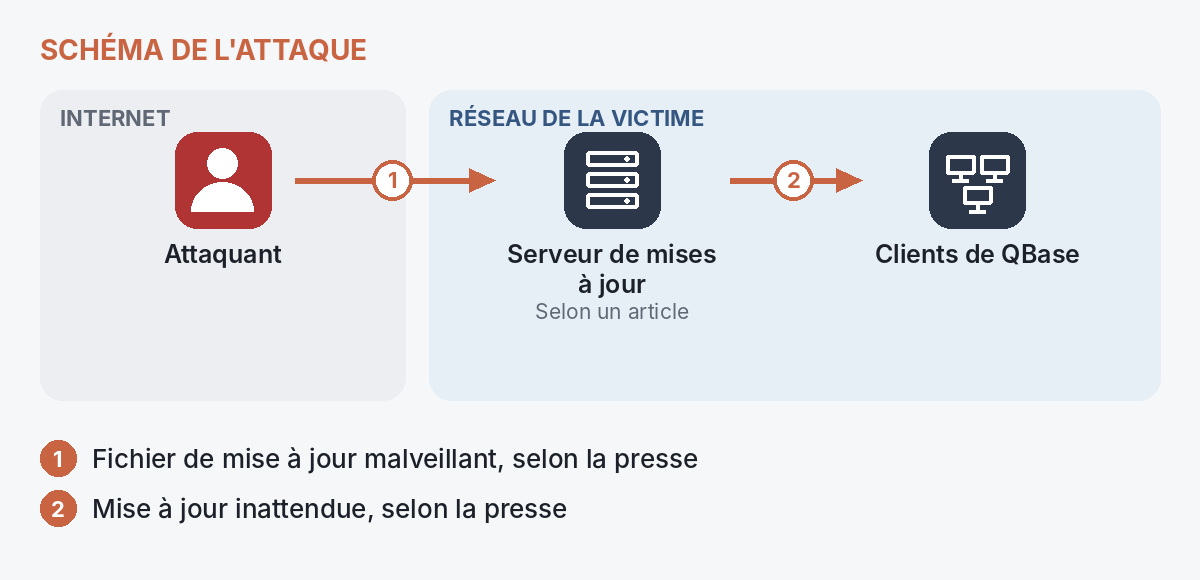 SCHÉMA DE L'ATTAQUE
INTERNET
RÉSEAU DE LA VICTIME
1
2
Attaquant
Serveur de mises
à jour
Selon un article
Clients de QBase
1 Fichier de mise à jour malveillant, selon la presse
2 Mise à jour inattendue, selon la presse